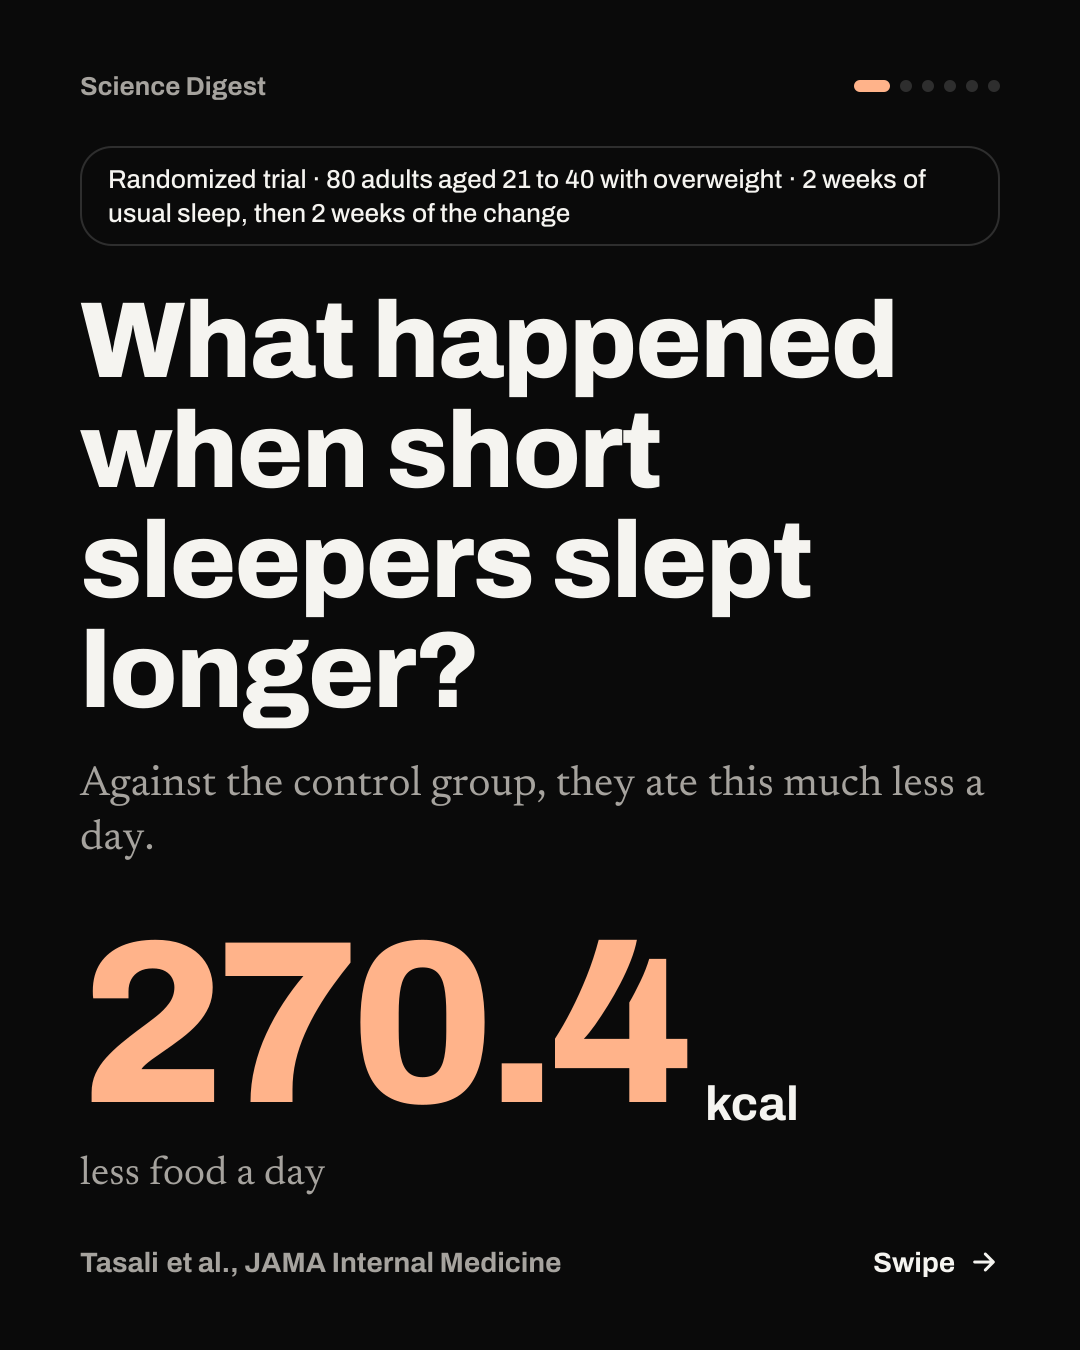 Science Digest
Randomized trial · 80 adults aged 21 to 40 with overweight · 2 weeks of
usual sleep, then 2 weeks of the change
What happened
when short
sleepers slept
longer?
Against the control group, they ate this much less a
day.
270.4 kcal
less food a day
Tasali et al., JAMA Internal Medicine
Swipe →